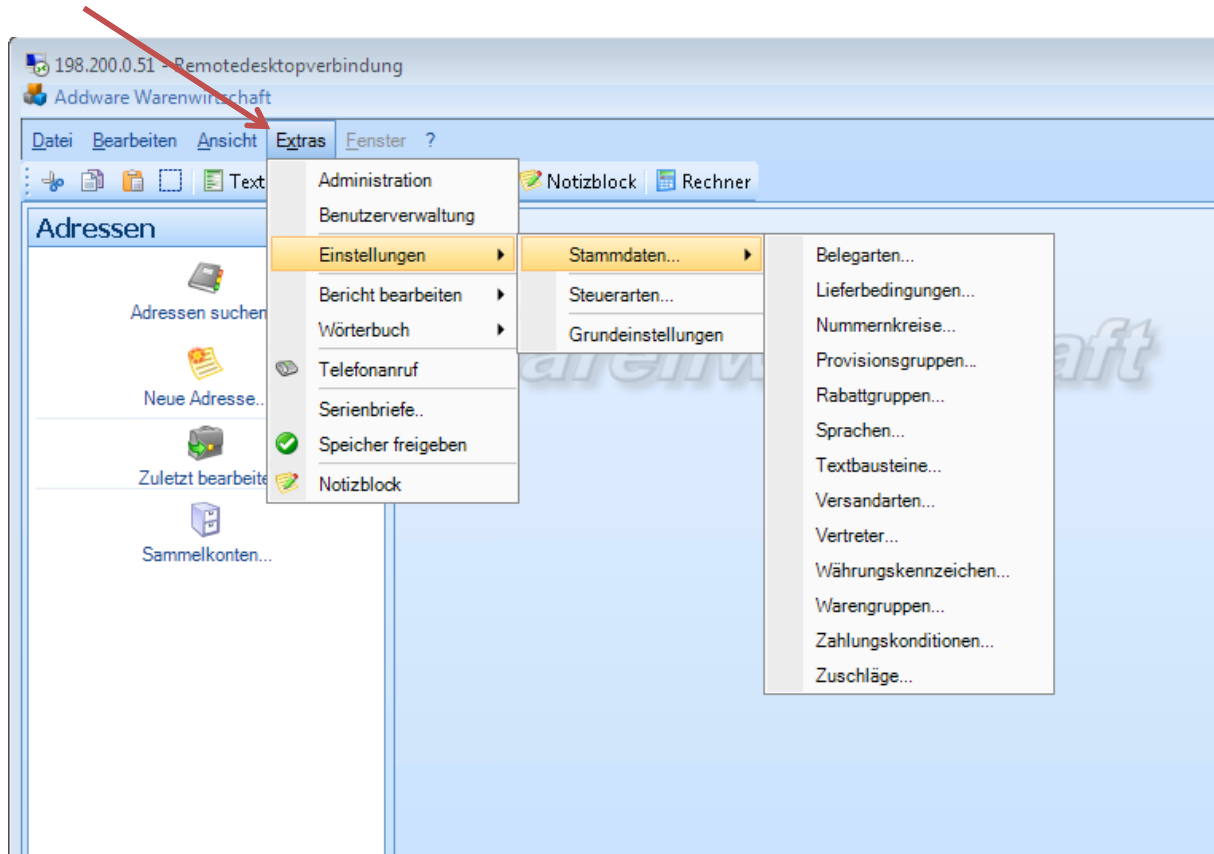 198.200.0.51 - Remotedesktopverbindung
Addware Warenwirtschaft
Datei Bearbeiten Ansicht Extras Fenster ?
Text
Notizblock
Rechner
Adressen
Adressen suchen
Neue Adresse..
Zuletzt bearbeite
Sammelkonten...
Administration
Benutzerverwaltung
Einstellungen
Bericht bearbeiten
Wörterbuch
Telefonanruf
Serienbriefe..
Speicher freigeben
Notizblock
Stammdaten...
Steuerarten...
Grundeinstellungen
Belegarten...
Lieferbedingungen...
Nummernkreise...
Provisionsgruppen...
Rabattgruppen...
Sprachen...
Textbausteine...
Versandarten...
Vertreter...
Währungskennzeichen...
Warengruppen...
Zahlungskonditionen...
Zuschläge...